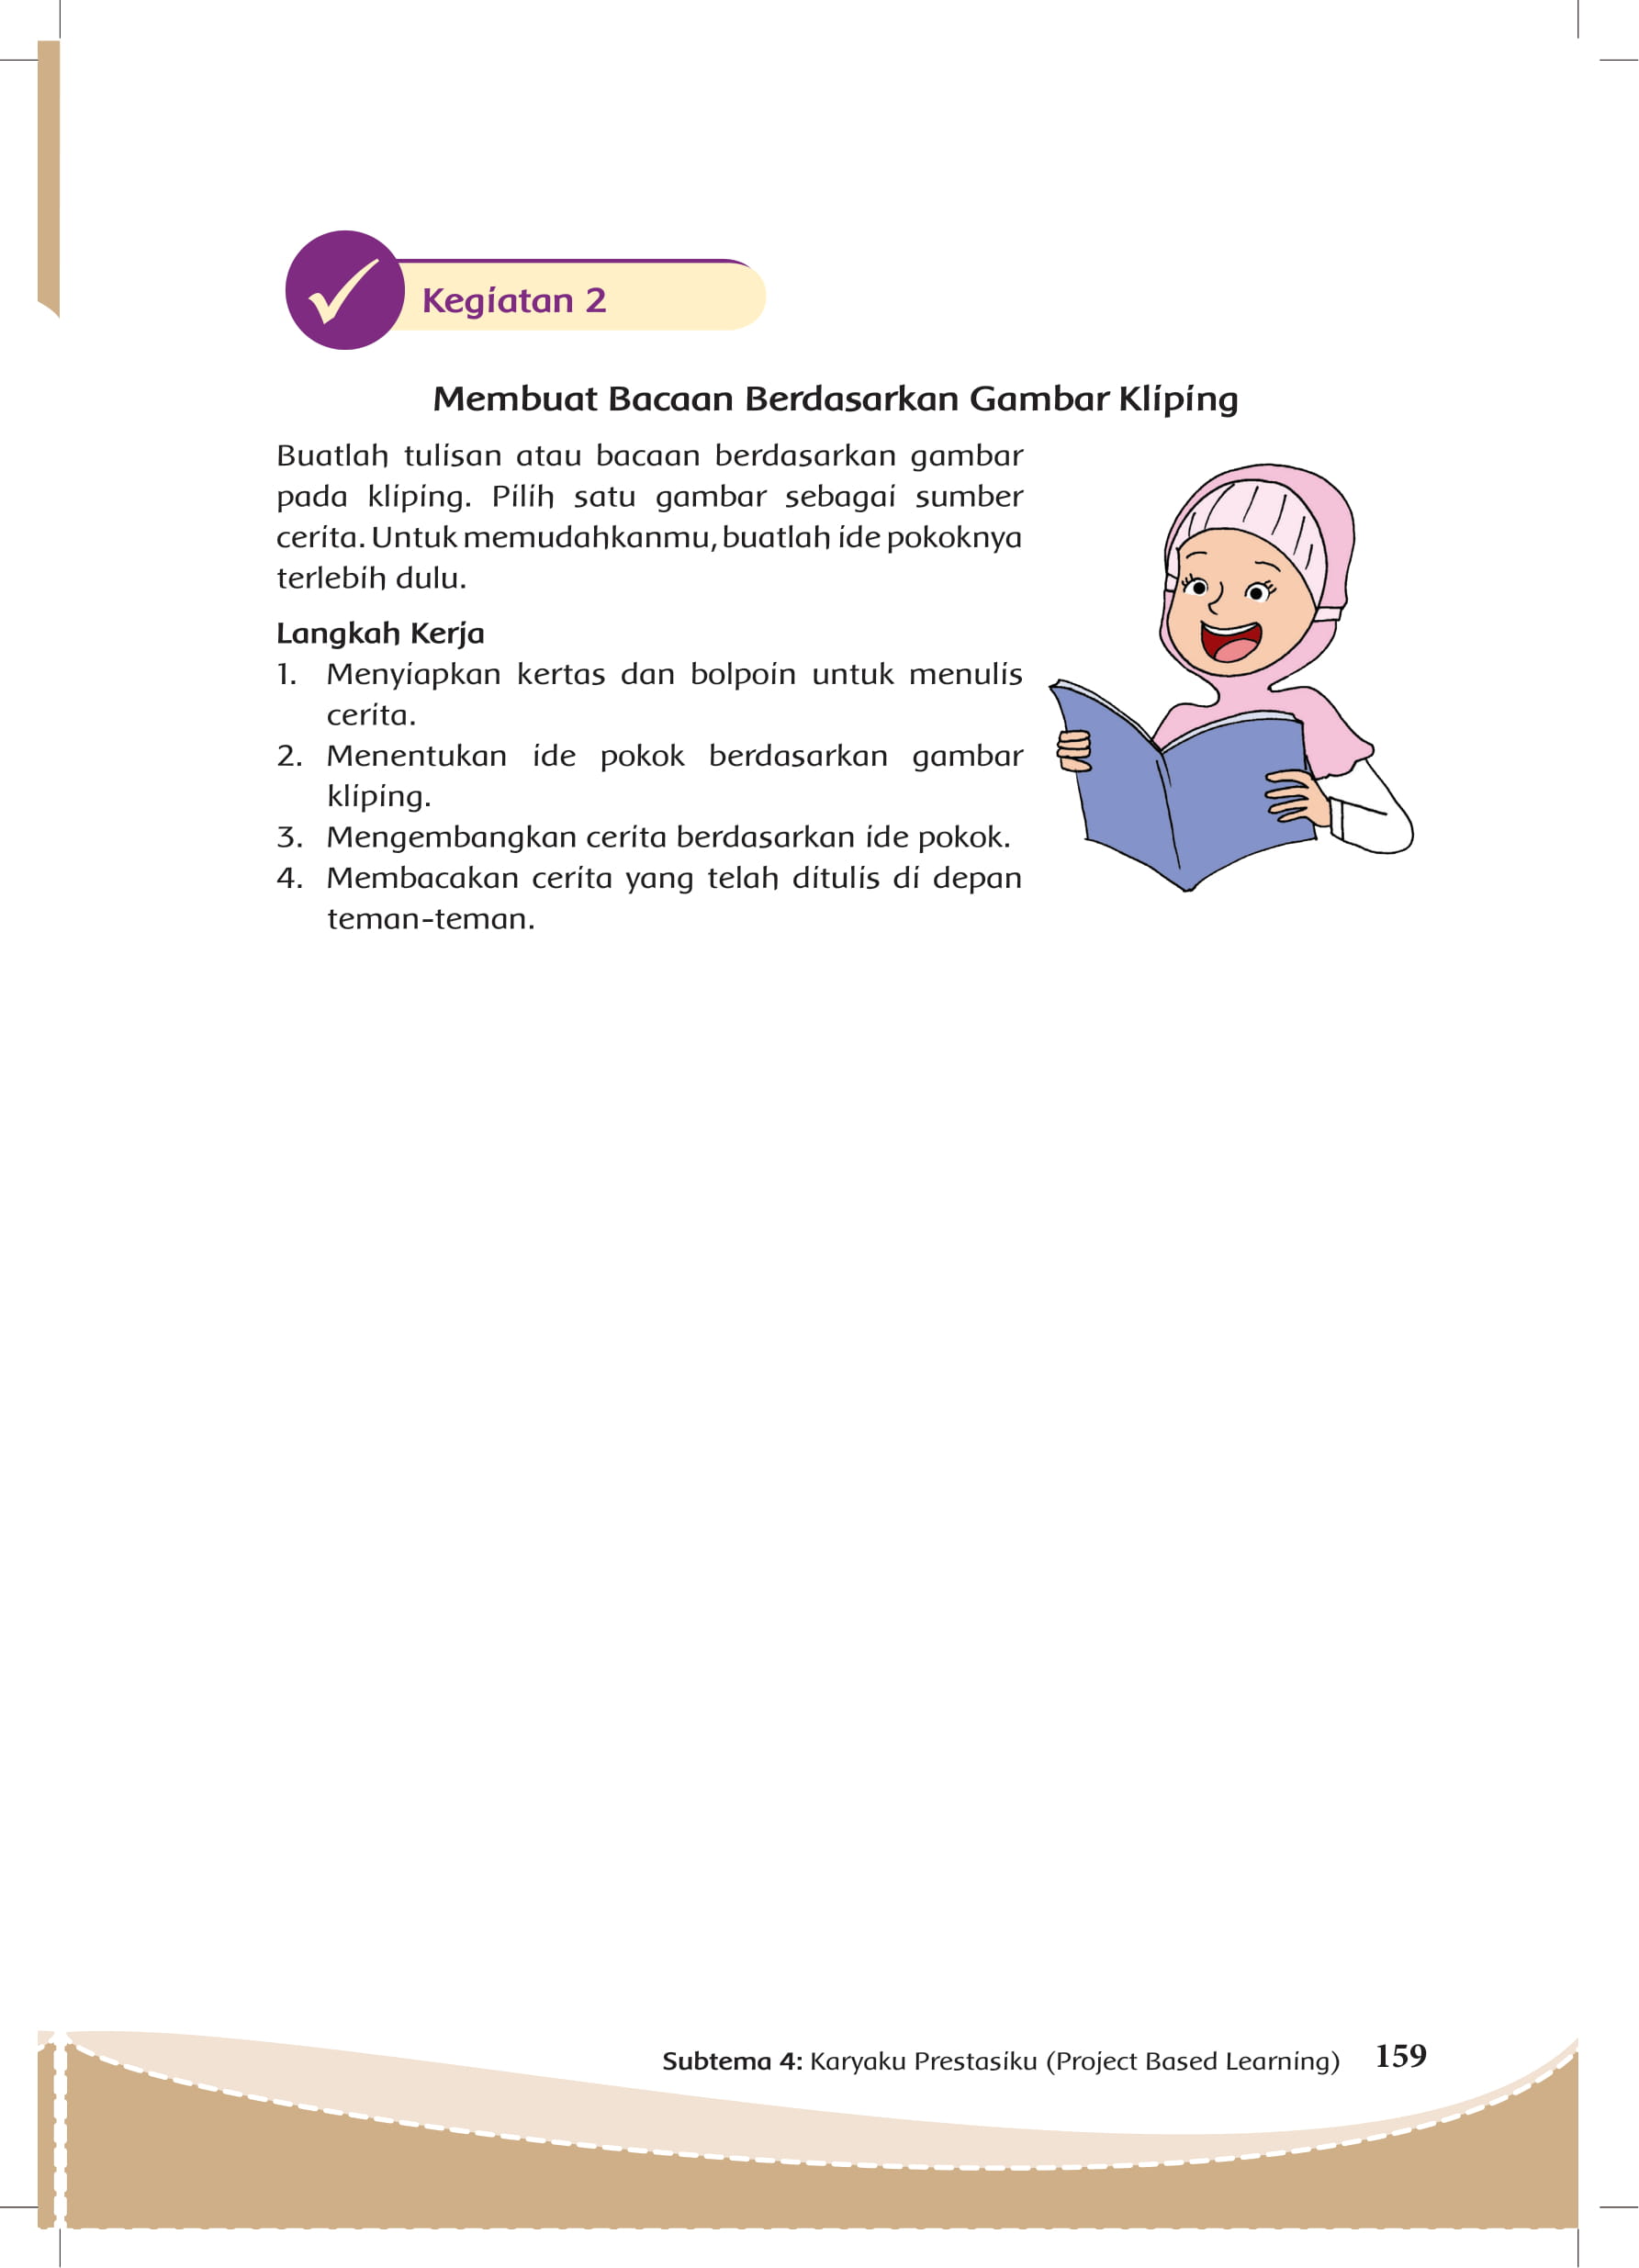 Kegiatan 2
Membuat Bacaan Berdasarkan Gambar Kliping
Buatlah tulisan atau bacaan berdasarkan gambar
pada kliping. Pilih satu gambar sebagai sumber
cerita. Untuk memudahkanmu, buatlah ide pokoknya
terlebih dulu.
Langkah Kerja
1. Menyiapkan kertas dan bolpoin untuk menulis
cerita.
2. Menentukan ide pokok berdasarkan gambar
kliping.
3. Mengembangkan cerita berdasarkan ide pokok.
4. Membacakan cerita yang telah ditulis di depan
teman-teman.
Subtema 4: Karyaku Prestasiku (Project Based Learning) 159